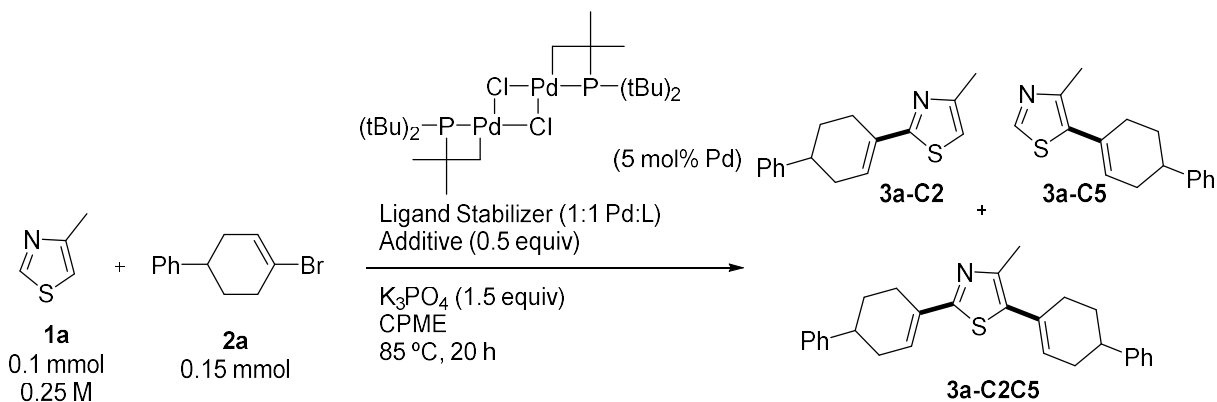 Cl Pd P (tBu)2
(tBu)2 P Pd Cl
(5 mol% Pd)
Ligand Stabilizer (1:1 Pd:L)
Additive (0.5 equiv)
K3PO4 (1.5 equiv)
CPME
85 ºC, 20 h
N
S
1a
0.1 mmol
0.25 M
+
Ph Br
2a
0.15 mmol
N
S
Ph
3a-C2
+
N
S
Ph
3a-C5
N
S
Ph Ph
3a-C2C5